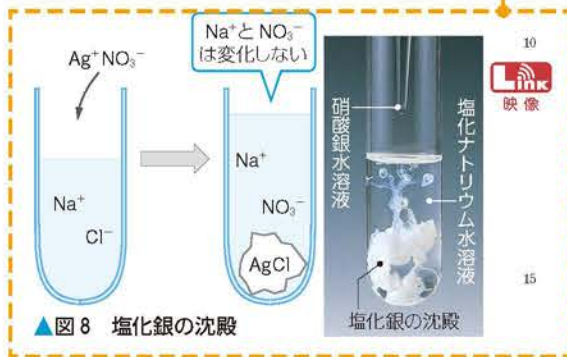 Ag⁺NO₃⁻
Na⁺
Cl⁻
Na⁺とNO₃⁻
は変化しない
Na⁺
NO₃⁻
AgCl
▲図8 塩化銀の沈殿
硝酸銀水溶液
塩化ナトリウム水溶液
塩化銀の沈殿
10
Link
映像
15